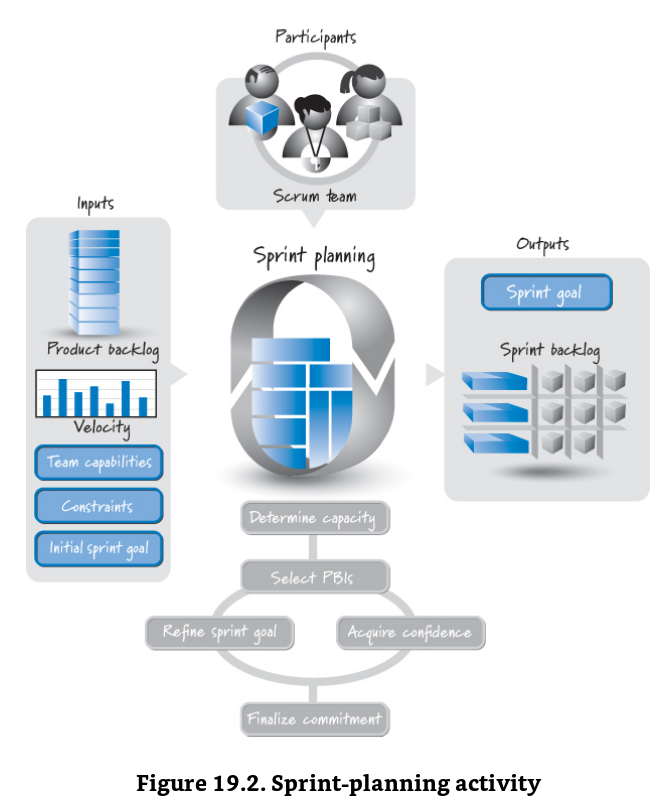 Participants
Scrum team
Inputs
Product backlog
Velocity
Team capabilities
Constraints
Initial sprint goal
Sprint planning
Outputs
Sprint goal
Sprint backlog
Determine capacity
Select PBIs
Refine sprint goal
Acquire confidence
Finalize commitment
Figure 19.2. Sprint-planning activity